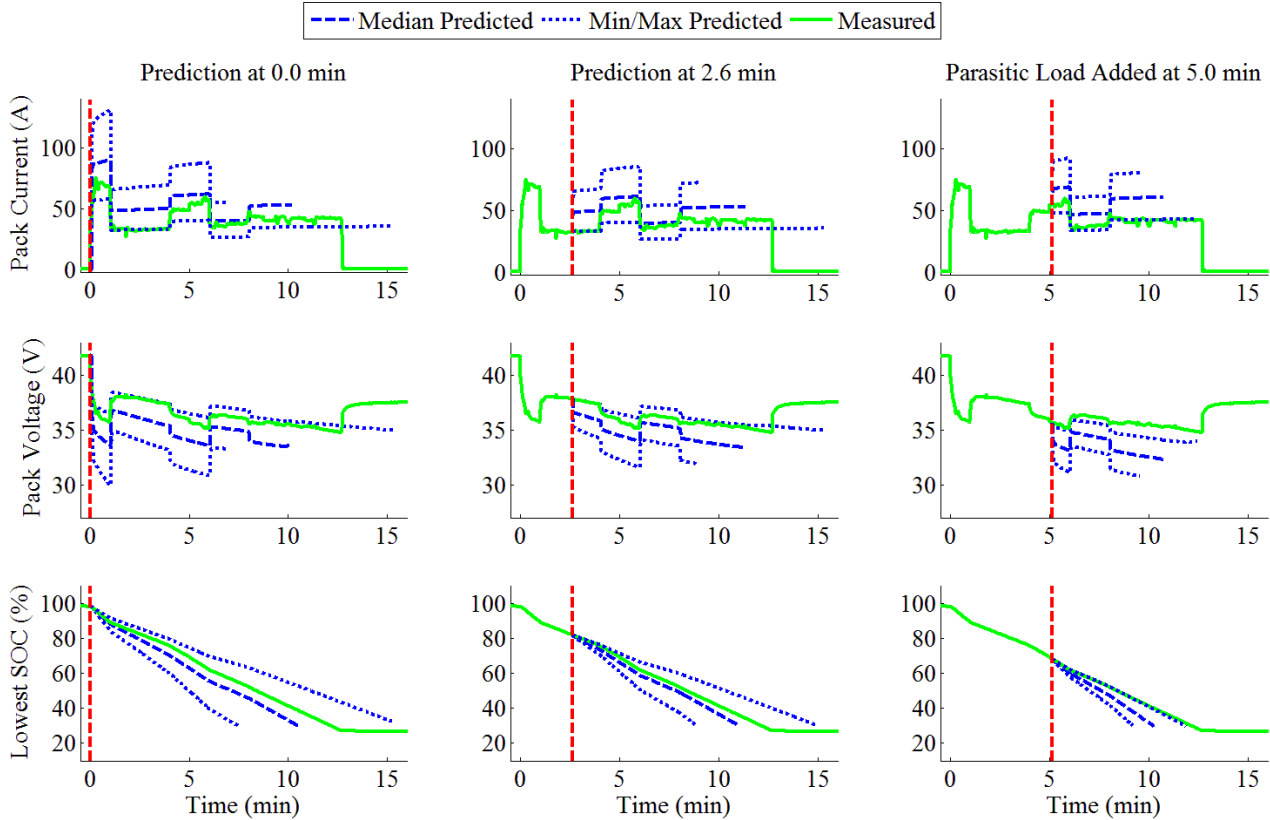 Median Predicted Min/Max Predicted Measured
Prediction at 0.0 min Prediction at 2.6 min Parasitic Load Added at 5.0 min
Pack Current (A)
100 100 100
50 50 50
0 0 0
0 5 10 15 0 5 10 15 0 5 10 15
Pack Voltage (V)
40 40 40
35 35 35
30 30 30
0 5 10 15 0 5 10 15 0 5 10 15
Lowest SOC (%)
100 100 100
80 80 80
60 60 60
40 40 40
20 20 20
0 5 10 15 0 5 10 15 0 5 10 15
Time (min) Time (min) Time (min)